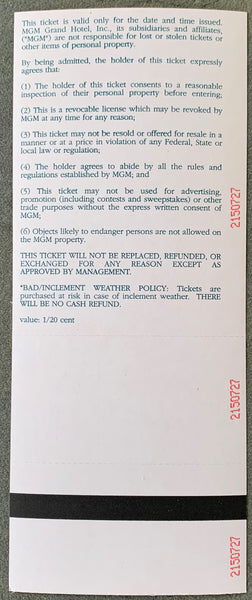 This ticket is valid only for the date and time issued.
MGM Grand Hotel, Inc., its subsidiaries and affiliates,
("MGM") are not responsible for lost or stolen tickets or
other items of personal property.
By being admitted, the holder of this ticket expressly
agrees that:
(1) The holder of this ticket consents to a reasonable
inspection of their personal property before entering;
(2) This is a revocable license which may be revoked by
MGM at any time for any reason;
(3) This ticket may not be resold or offered for resale in a
manner or at a price in violation of any Federal, State or
local law or regulation;
(4) The holder agrees to abide by all the rules and
regulations established by MGM; and
(5) This ticket may not be used for advertising,
promotion (including contests and sweepstakes) or other
trade purposes without the express written consent of
MGM;
(6) Objects likely to endanger persons are not allowed on
the MGM property.
THIS TICKET WILL NOT BE REPLACED, REFUNDED, OR
EXCHANGED FOR ANY REASON EXCEPT AS
APPROVED BY MANAGEMENT.
*BAD/INCLEMENT WEATHER POLICY: Tickets are
purchased at risk in case of inclement weather. THERE
WILL BE NO CASH REFUND.
value: 1/20 cent
2150727
2150727
2150727